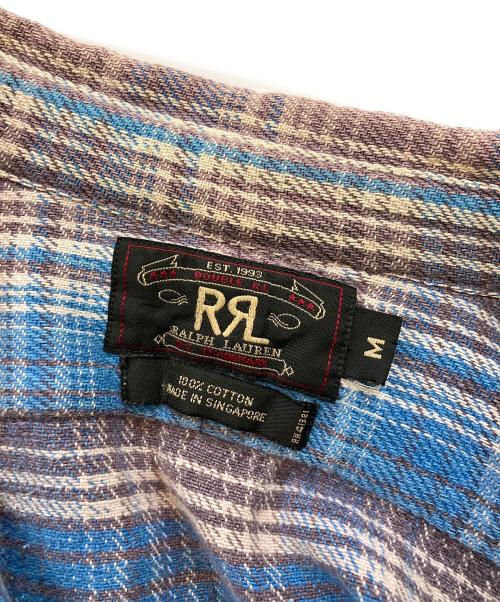 EST. 1993
DOUBLE RL
RRL
RALPH LAUREN
M
100% COTTON
MADE IN SINGAPORE